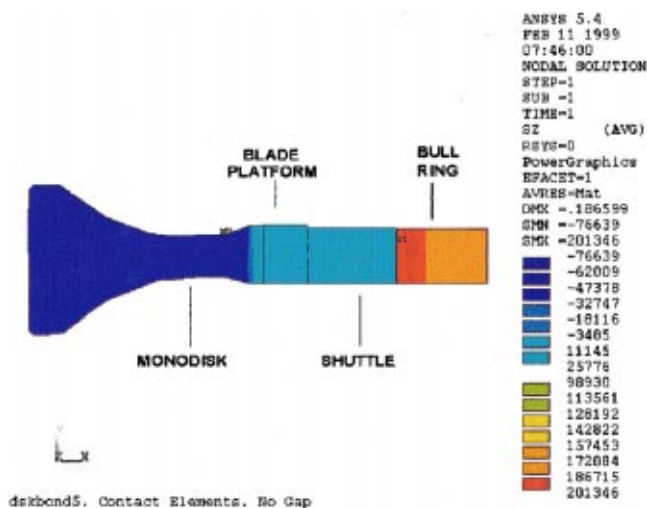 ANSYS 5.4
FEB 11 1999
07:46:00
NODAL SOLUTION
STEP=1
SUB =1
TIME=1
SZ (AVG)
RSYS=0
PowerGraphics
EFACET=1
AVRES=Mat
DMX =.186599
SMN =-76639
SMX =201346
-76639
-62009
-47378
-32747
-18116
-3485
11145
25776
98930
113561
128192
142822
157453
172084
186715
201346
BLADE
PLATFORM
BULL
RING
MONODISK
SHUTTLE
Z X
dskbond5. Contact Elements. No Gap